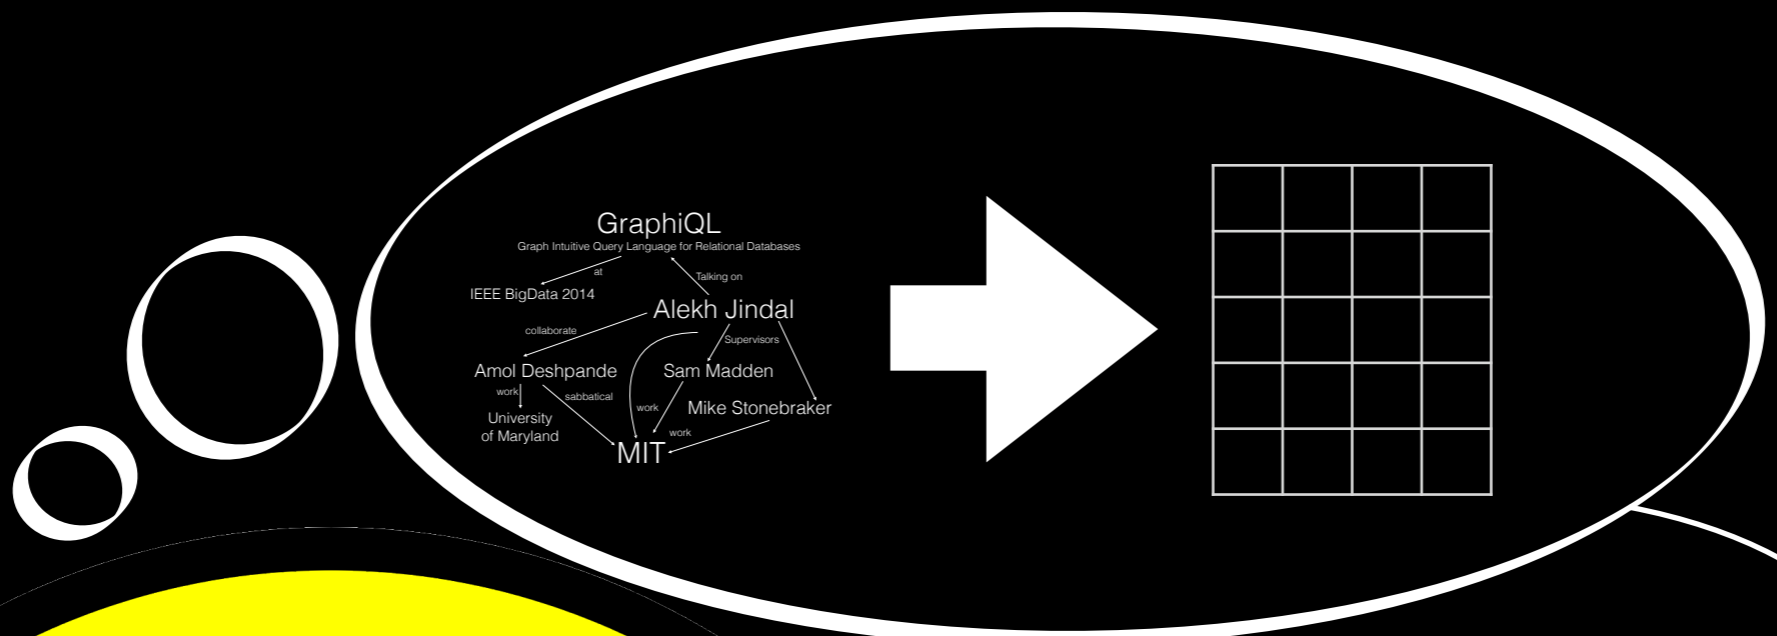 GraphiQL
Graph Intuitive Query Language for Relational Databases
at
Talking on
IEEE BigData 2014
Alekh Jindal
collaborate
Supervisors
Amol Deshpande
Sam Madden
work
sabbatical
work
Mike Stonebraker
University
of Maryland
work
MIT